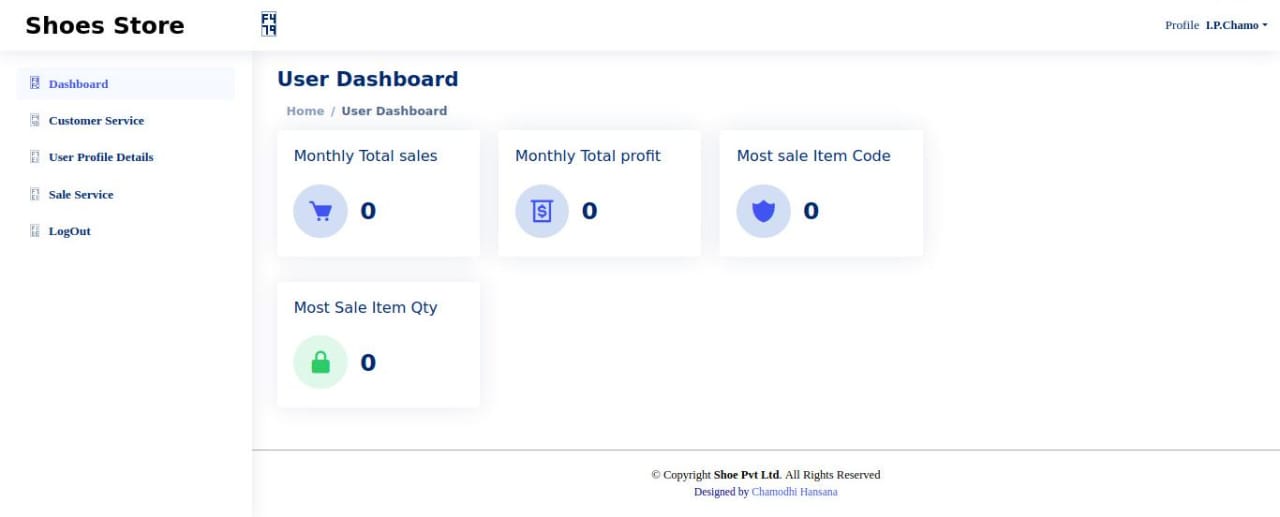 Shoes Store
Profile I.P.Chamo
Dashboard
Customer Service
User Profile Details
Sale Service
LogOut
User Dashboard
Home / User Dashboard
Monthly Total sales
0
Monthly Total profit
$ 0
Most sale Item Code
0
Most Sale Item Qty
0
© Copyright Shoe Pvt Ltd. All Rights Reserved
Designed by Chamodhi Hansana